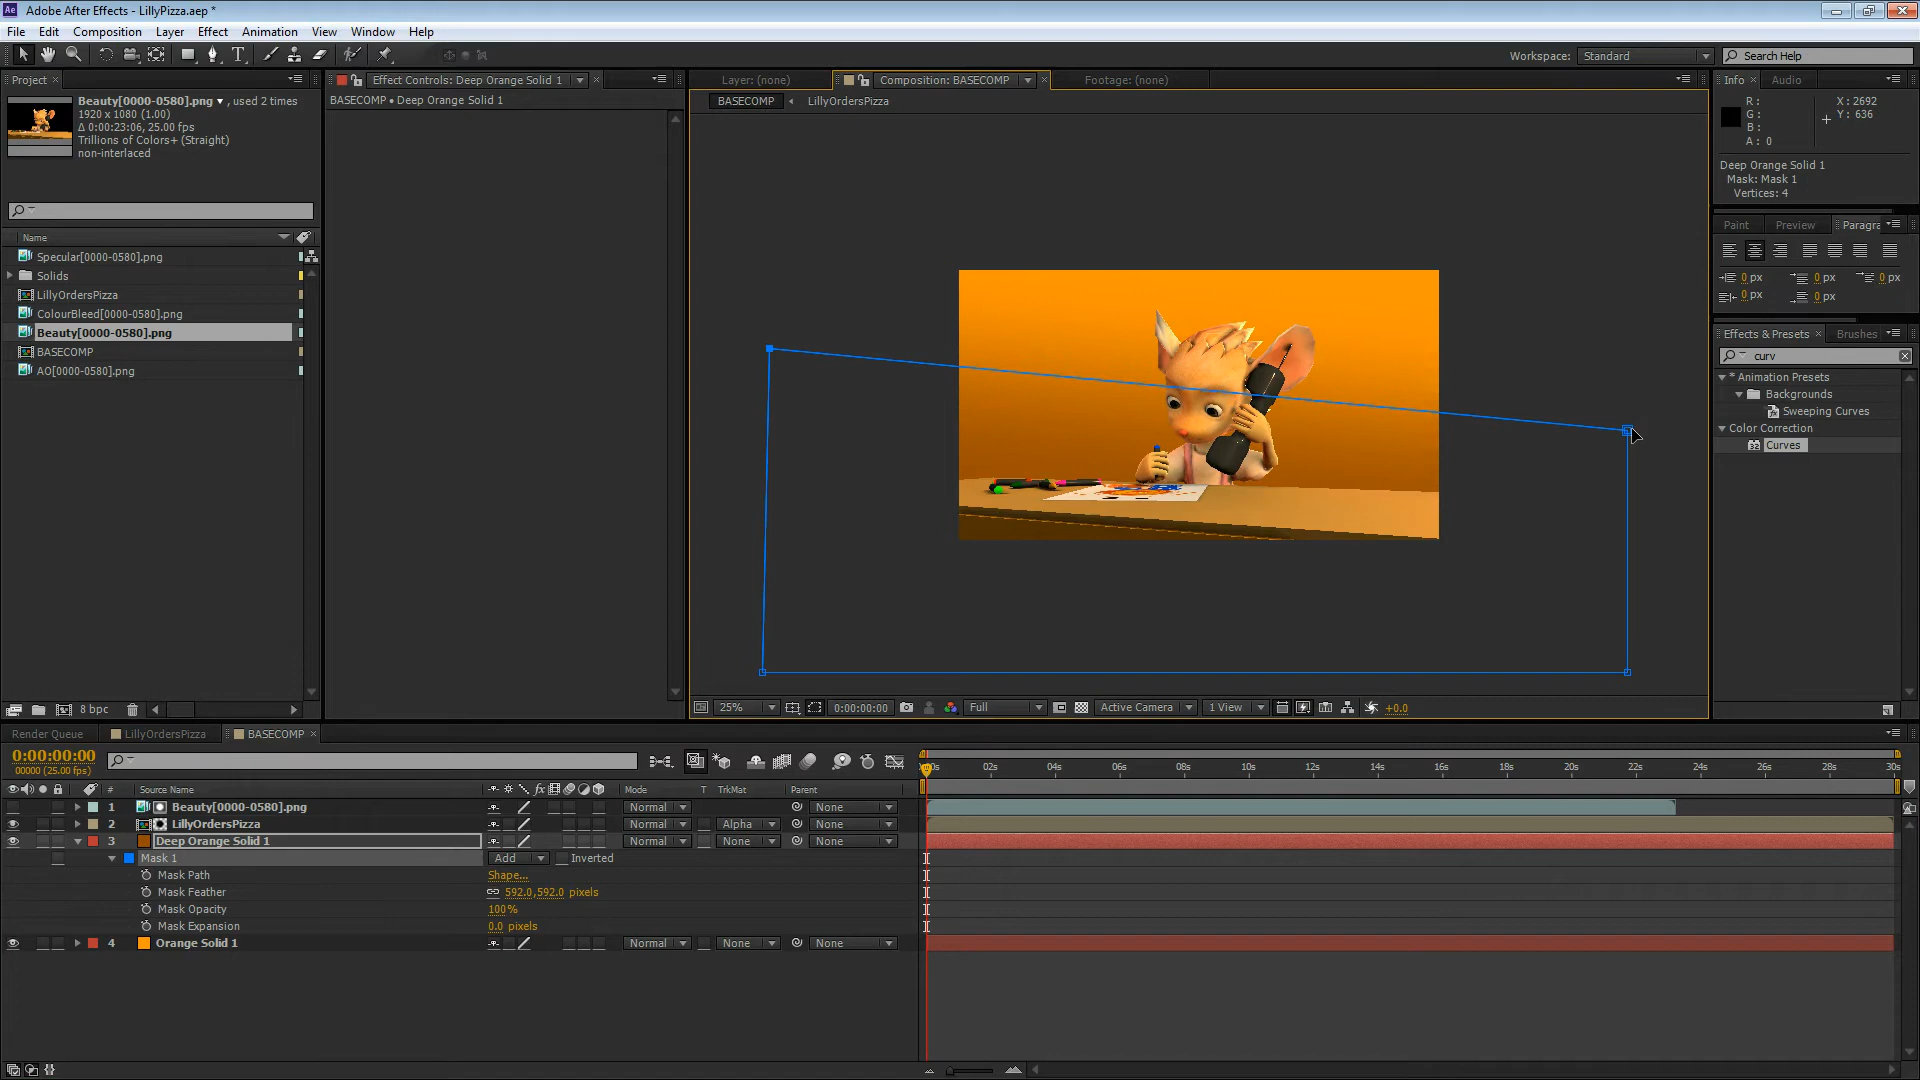 Adobe After Effects - LillyPizza.aep *
File Edit Composition Layer Effect Animation View Window Help
Workspace: Standard Search Help
Project
Beauty[0000-0580].png ▾, used 2 times
1920 x 1080 (1.00)
Δ 0:00:23:06, 25.00 fps
Trillions of Colors+ (Straight)
non-interlaced
Name
Specular[0000-0580].png
Solids
LillyOrdersPizza
ColourBleed[0000-0580].png
Beauty[0000-0580].png
BASECOMP
AO[0000-0580].png
8 bpc
Effect Controls: Deep Orange Solid 1
BASECOMP • Deep Orange Solid 1
Layer: (none) Composition: BASECOMP Footage: (none)
BASECOMP LillyOrdersPizza
25% 0:00:00:00 Full Active Camera 1 View +0.0
Info Audio
R: X: 2692
G: Y: 636
B:
A: 0
Deep Orange Solid 1
Mask: Mask 1
Vertices: 4
Paint Preview Paragra
0 px 0 px 0 px
0 px 0 px
Effects & Presets Brushes
curv
* Animation Presets
Backgrounds
Sweeping Curves
Color Correction
32 Curves
Render Queue LillyOrdersPizza BASECOMP
0:00:00:00
00000 (25.00 fps)
02s 04s 06s 08s 10s 12s 14s 16s 18s 20s 22s 24s 26s 28s 30s
# Source Name fx Mode T TrkMat Parent
1 Beauty[0000-0580].png Normal None
2 LillyOrdersPizza Normal Alpha None
3 Deep Orange Solid 1 Normal None None
Mask 1 Add Inverted
Mask Path Shape...
Mask Feather 592.0,592.0 pixels
Mask Opacity 100%
Mask Expansion 0.0 pixels
4 Orange Solid 1 Normal None None